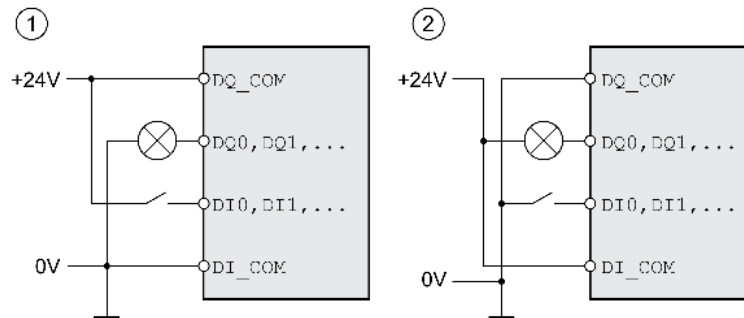 1
+24V
DQ_COM
DQ0,DQ1,...
DI0,DI1,...
0V
DI_COM
2
+24V
DQ_COM
DQ0,DQ1,...
DI0,DI1,...
DI_COM
0V